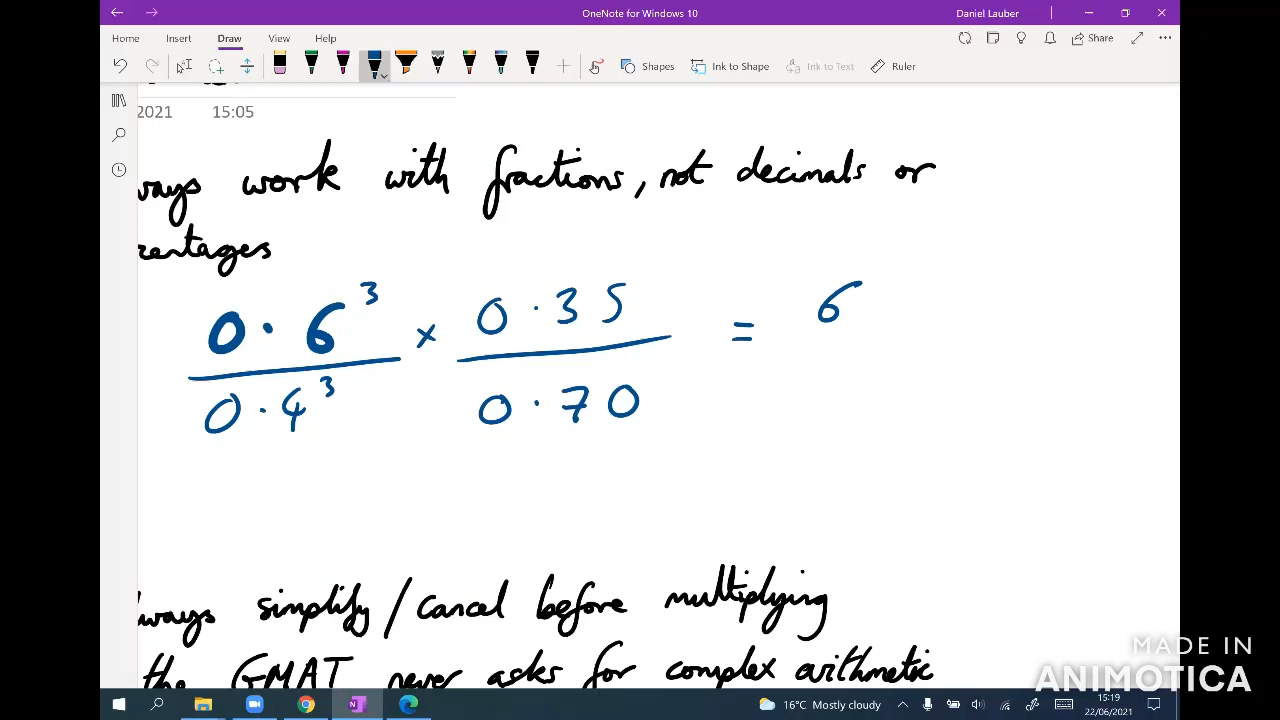 OneNote for Windows 10
Daniel Lauber
Home Insert Draw View Help
Shapes Ink to Shape Ink to Text Ruler Share
2021 15:05
ways work with fractions, not decimals or
rcentages
0.6³ × 0.35 = 6
0.4³ 0.70
lways simplify/cancel before multiplying
the GMAT never asks for complex arithmetic
MADE IN
ANIMOTICA
16°C Mostly cloudy
15:19
22/06/2021